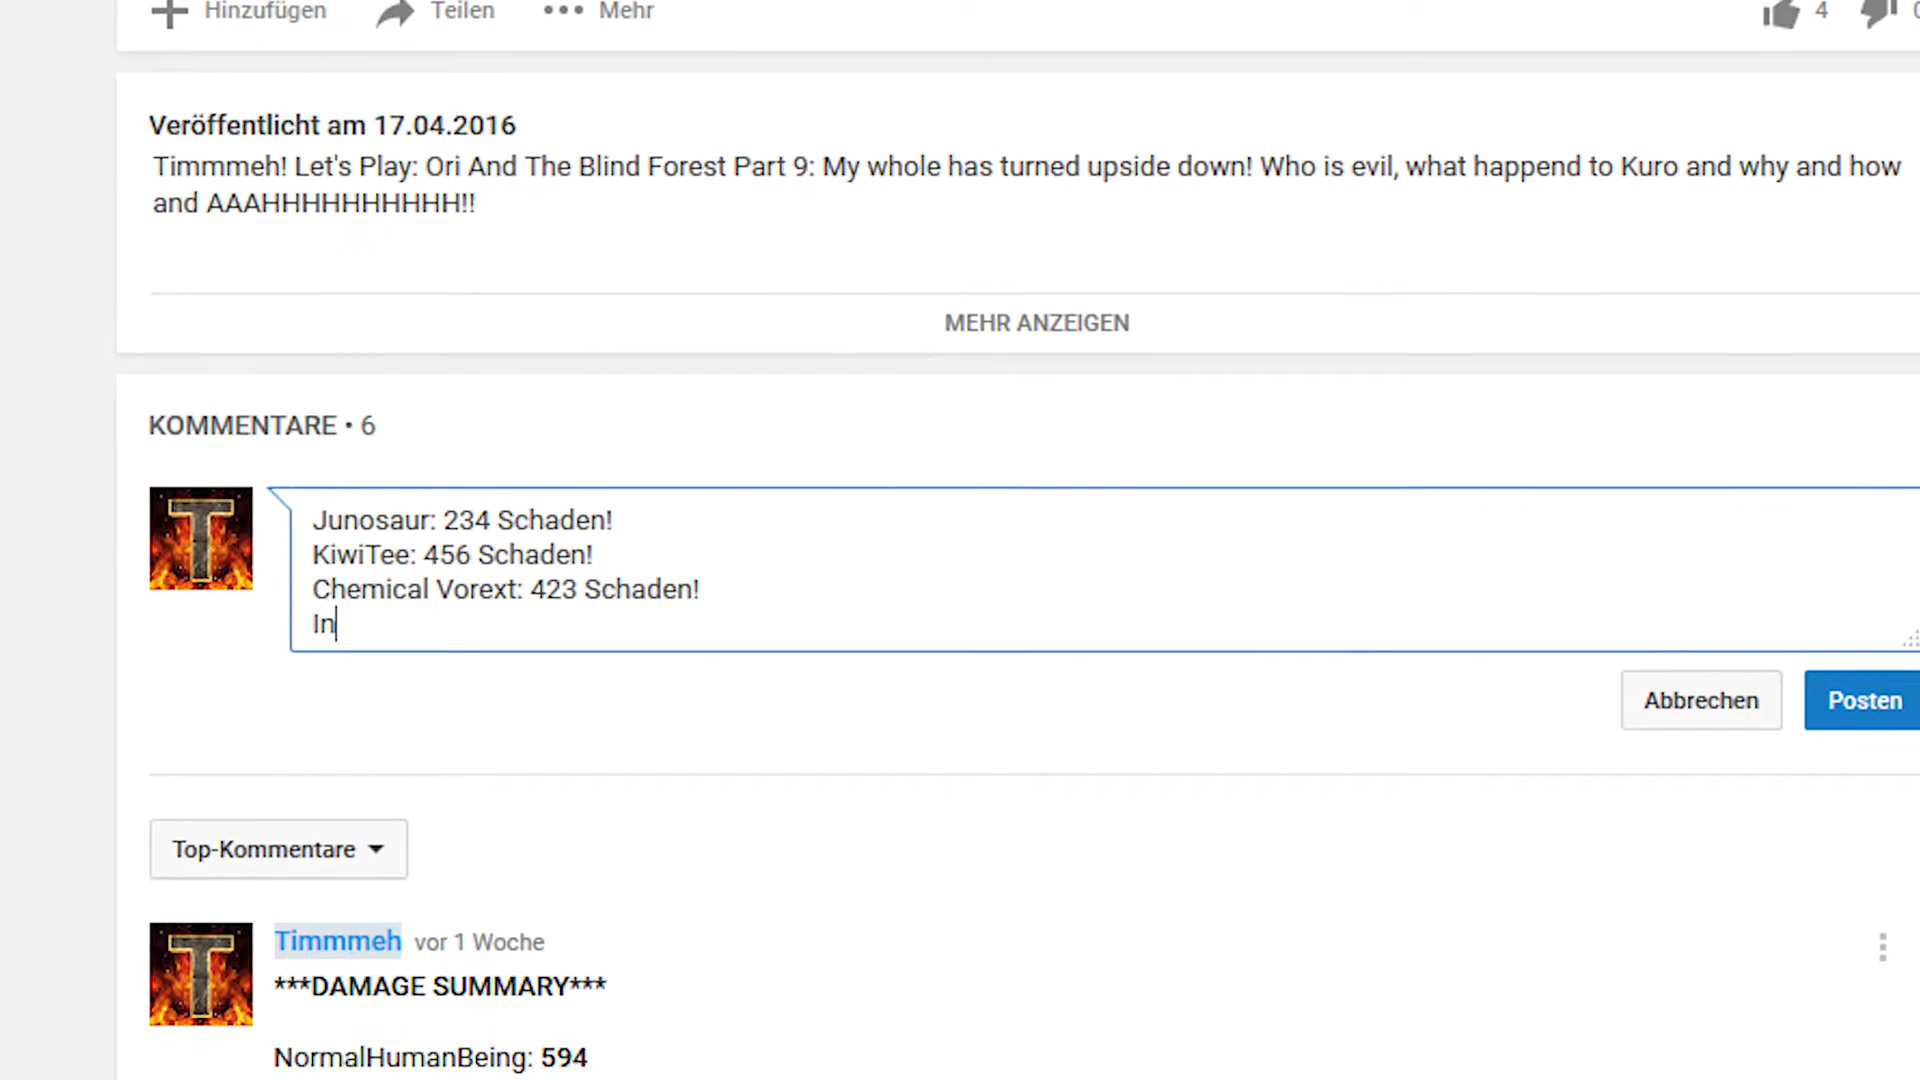 Hinzufügen Teilen Mehr 4
Veröffentlicht am 17.04.2016
Timmmeh! Let's Play: Ori And The Blind Forest Part 9: My whole has turned upside down! Who is evil, what happend to Kuro and why and how
and AAAHHHHHHHHHH!!
MEHR ANZEIGEN
KOMMENTARE • 6
T
Junosaur: 234 Schaden!
KiwiTee: 456 Schaden!
Chemical Vorext: 423 Schaden!
In
Abbrechen Posten
Top-Kommentare
T
Timmmeh vor 1 Woche
***DAMAGE SUMMARY***
NormalHumanBeing: 594